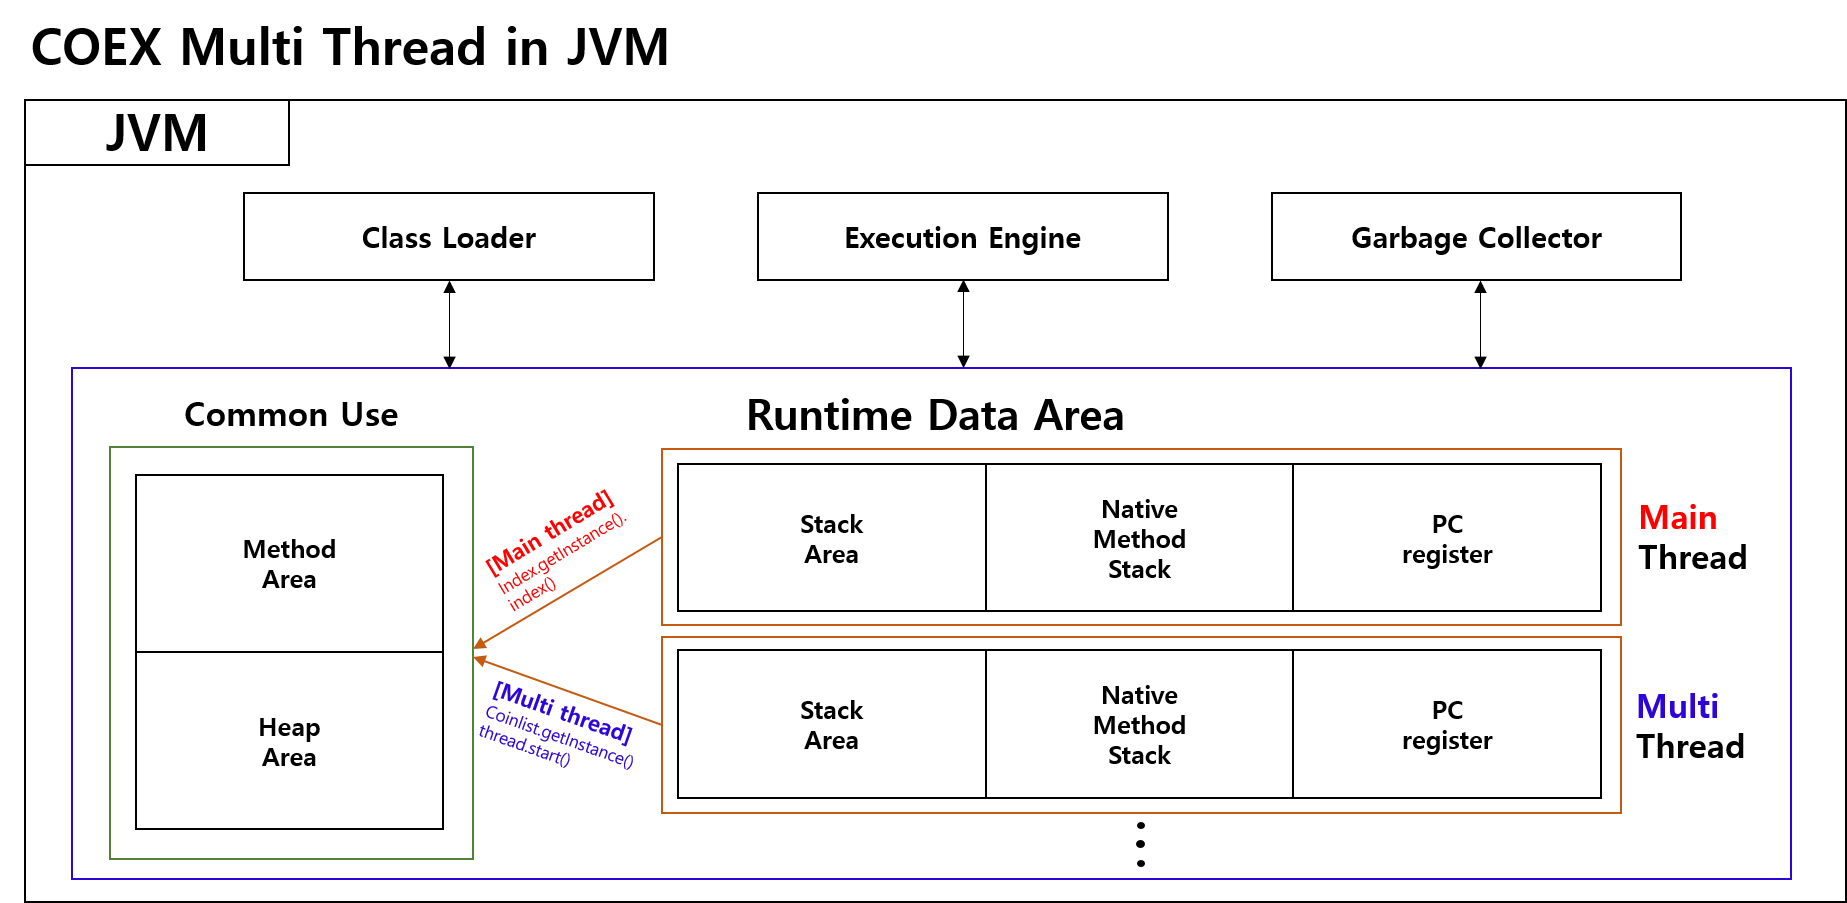 COEX Multi Thread in JVM
JVM
Class Loader
Execution Engine
Garbage Collector
Common Use
Runtime Data Area
Method
Area
Heap
Area
[Main thread]
Index.getInstance().
index()
[Multi thread]
Coinlist.getInstance()
thread.start()
Stack
Area
Native
Method
Stack
PC
register
Main
Thread
Stack
Area
Native
Method
Stack
PC
register
Multi
Thread